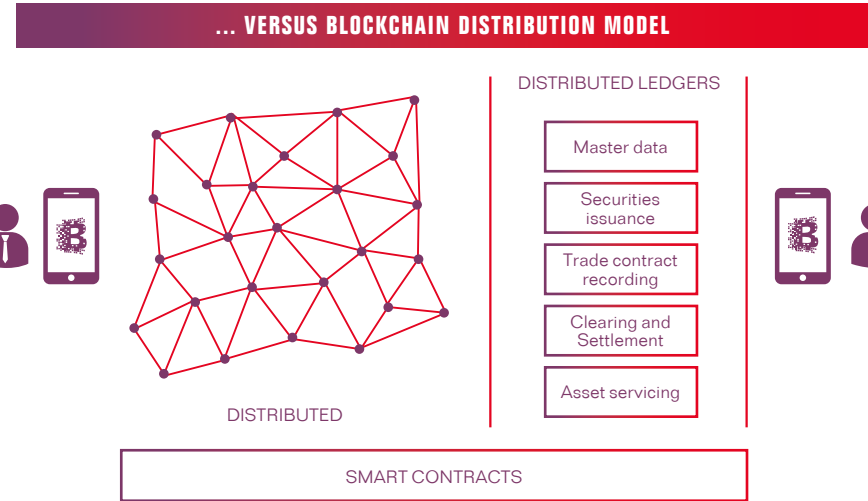 ... VERSUS BLOCKCHAIN DISTRIBUTION MODEL
DISTRIBUTED LEDGERS
Master data
Securities
issuance
Trade contract
recording
Clearing and
Settlement
Asset servicing
DISTRIBUTED
SMART CONTRACTS
B
B